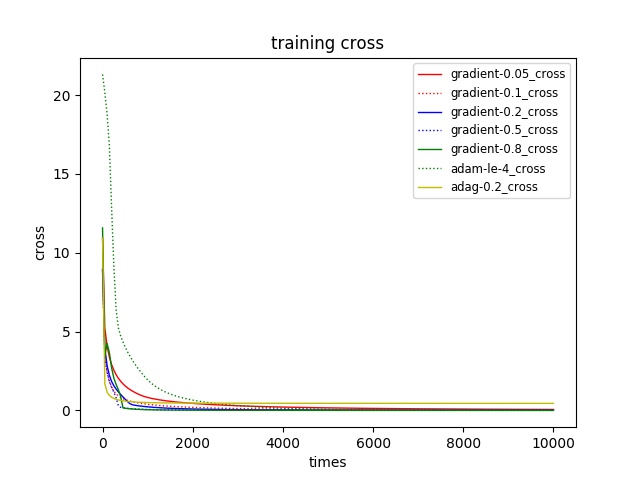 training cross
gradient-0.05_cross
gradient-0.1_cross
gradient-0.2_cross
gradient-0.5_cross
gradient-0.8_cross
adam-le-4_cross
adag-0.2_cross
20
15
10
5
0
cross
0 2000 4000 6000 8000 10000
times